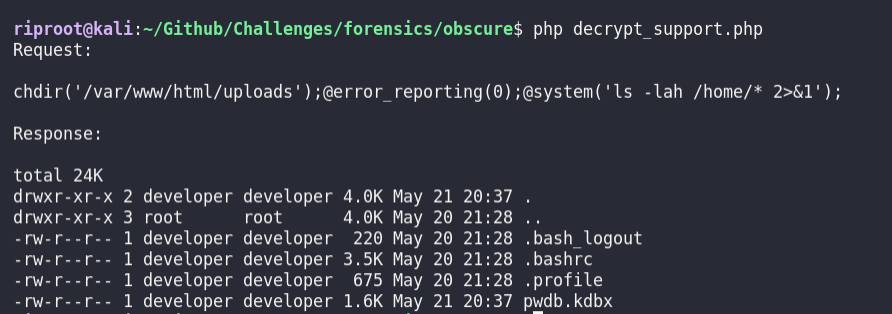 riproot@kali:~/Github/Challenges/forensics/obscure$ php decrypt_support.php
Request:
chdir('/var/www/html/uploads');@error_reporting(0);@system('ls -lah /home/* 2>&1');
Response:
total 24K
drwxr-xr-x 2 developer developer 4.0K May 21 20:37 .
drwxr-xr-x 3 root      root      4.0K May 20 21:28 ..
-rw-r--r-- 1 developer developer  220 May 20 21:28 .bash_logout
-rw-r--r-- 1 developer developer 3.5K May 20 21:28 .bashrc
-rw-r--r-- 1 developer developer  675 May 20 21:28 .profile
-rw-r--r-- 1 developer developer 1.6K May 21 20:37 pwdb.kdbx